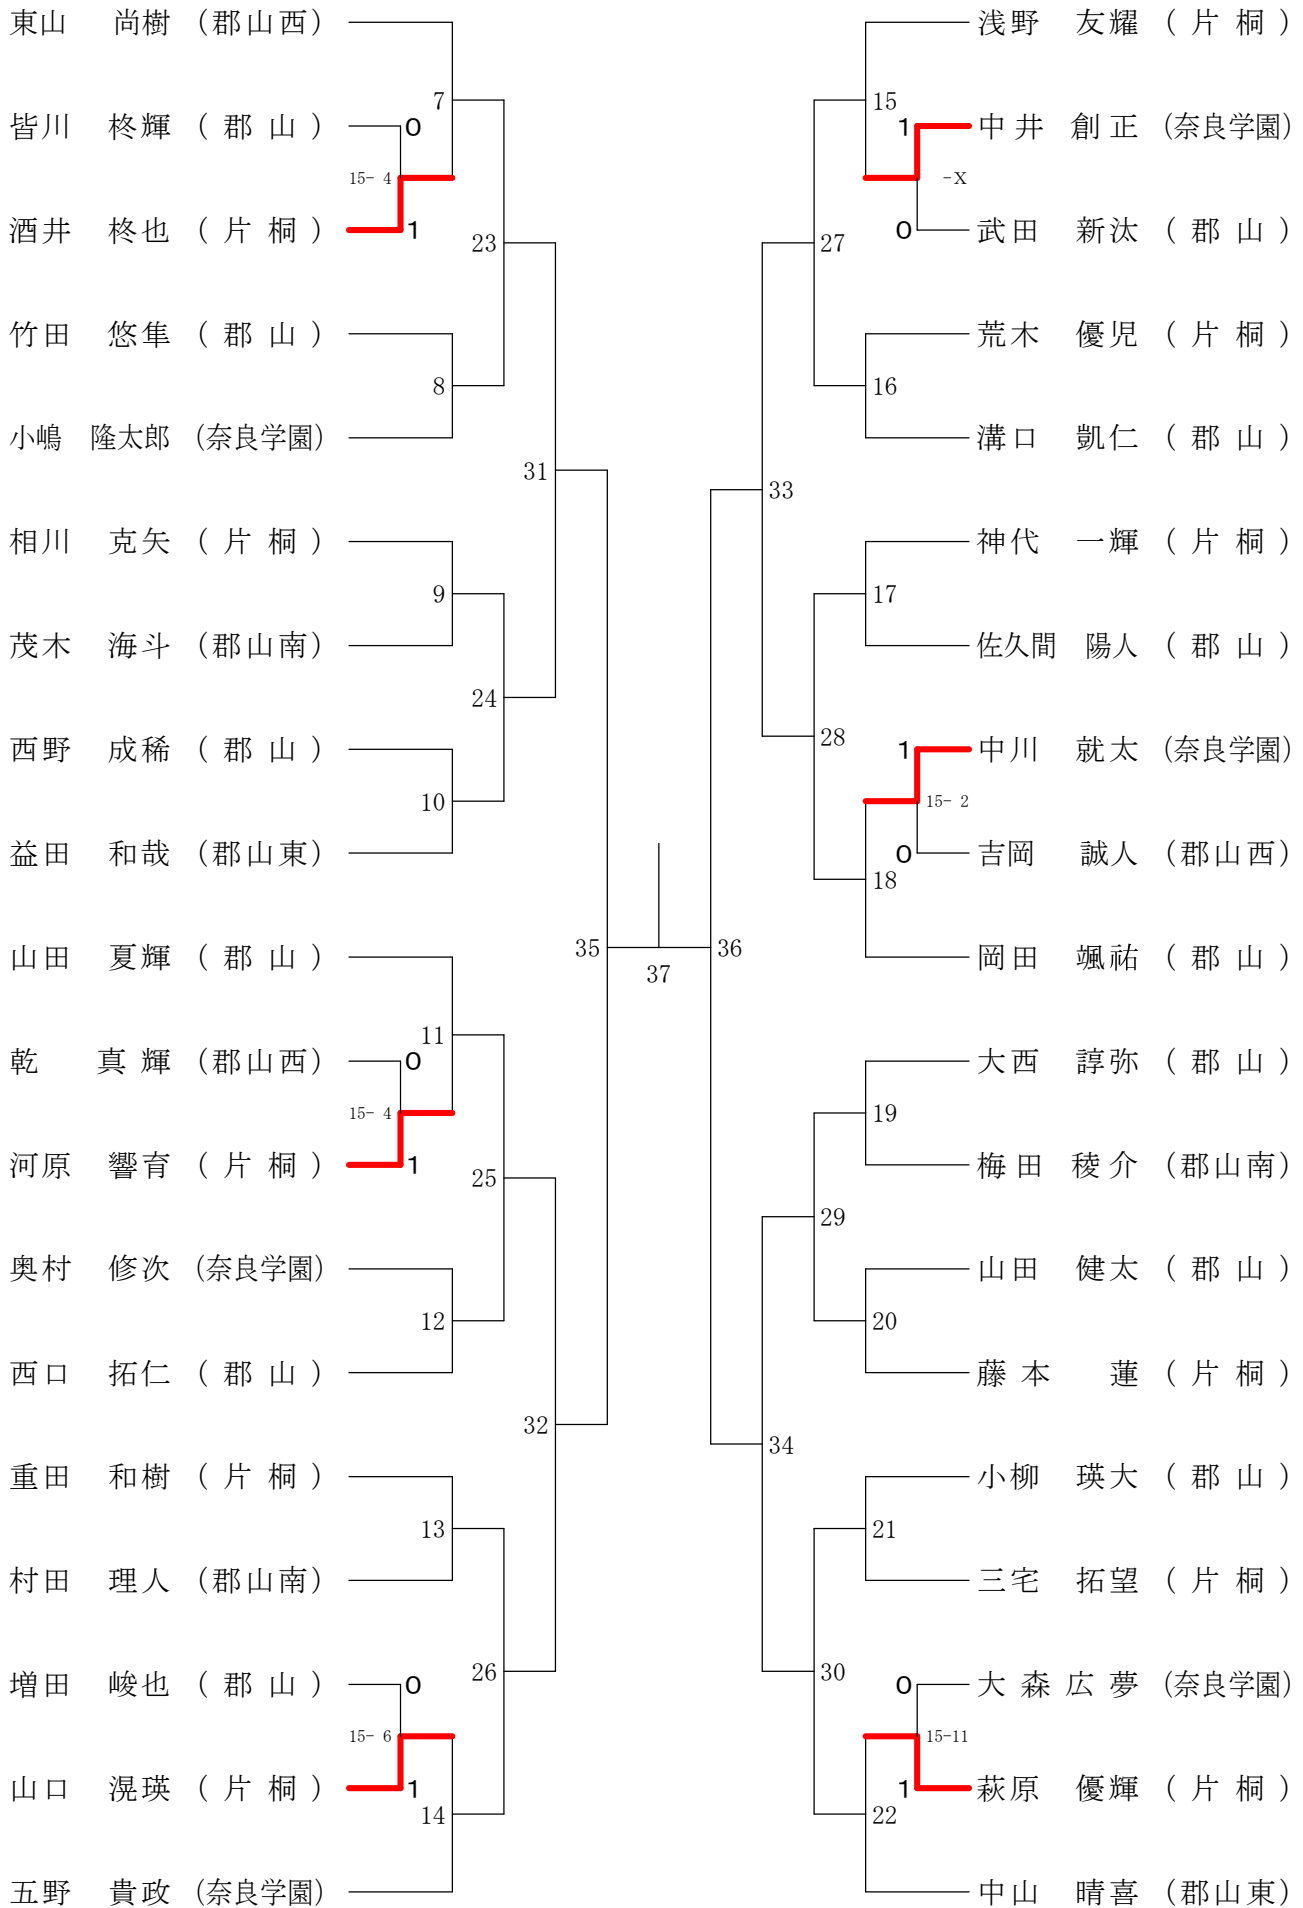 東山 尚樹 (郡山西)
7
皆川 柊輝 (郡山) 0
15- 4
酒井 柊也 (片桐) 1
23
竹田 悠隼 (郡山)
8
小嶋 隆太郎 (奈良学園)
31
相川 克矢 (片桐)
9
茂木 海斗 (郡山南)
24
西野 成稀 (郡山)
10
益田 和哉 (郡山東)
35
山田 夏輝 (郡山)
11
乾 真輝 (郡山西) 0
15- 4
河原 響育 (片桐) 1
25
奥村 修次 (奈良学園)
12
西口 拓仁 (郡山)
32
重田 和樹 (片桐)
13
村田 理人 (郡山南)
26
増田 峻也 (郡山) 0
15- 6
山口 滉瑛 (片桐) 1
14
五野 貴政 (奈良学園)
37
浅野 友耀 (片桐)
15
1 中井 創正 (奈良学園)
-X
0 武田 新汰 (郡山)
27
荒木 優児 (片桐)
16
溝口 凱仁 (郡山)
33
神代 一輝 (片桐)
17
佐久間 陽人 (郡山)
28
1 中川 就太 (奈良学園)
15- 2
0 吉岡 誠人 (郡山西)
18
岡田 颯祐 (郡山)
36
大西 諄弥 (郡山)
19
梅田 稜介 (郡山南)
29
山田 健太 (郡山)
20
藤本 蓮 (片桐)
34
小柳 瑛大 (郡山)
21
三宅 拓望 (片桐)
30
0 大森 広夢 (奈良学園)
15-11
1 萩原 優輝 (片桐)
22
中山 晴喜 (郡山東)